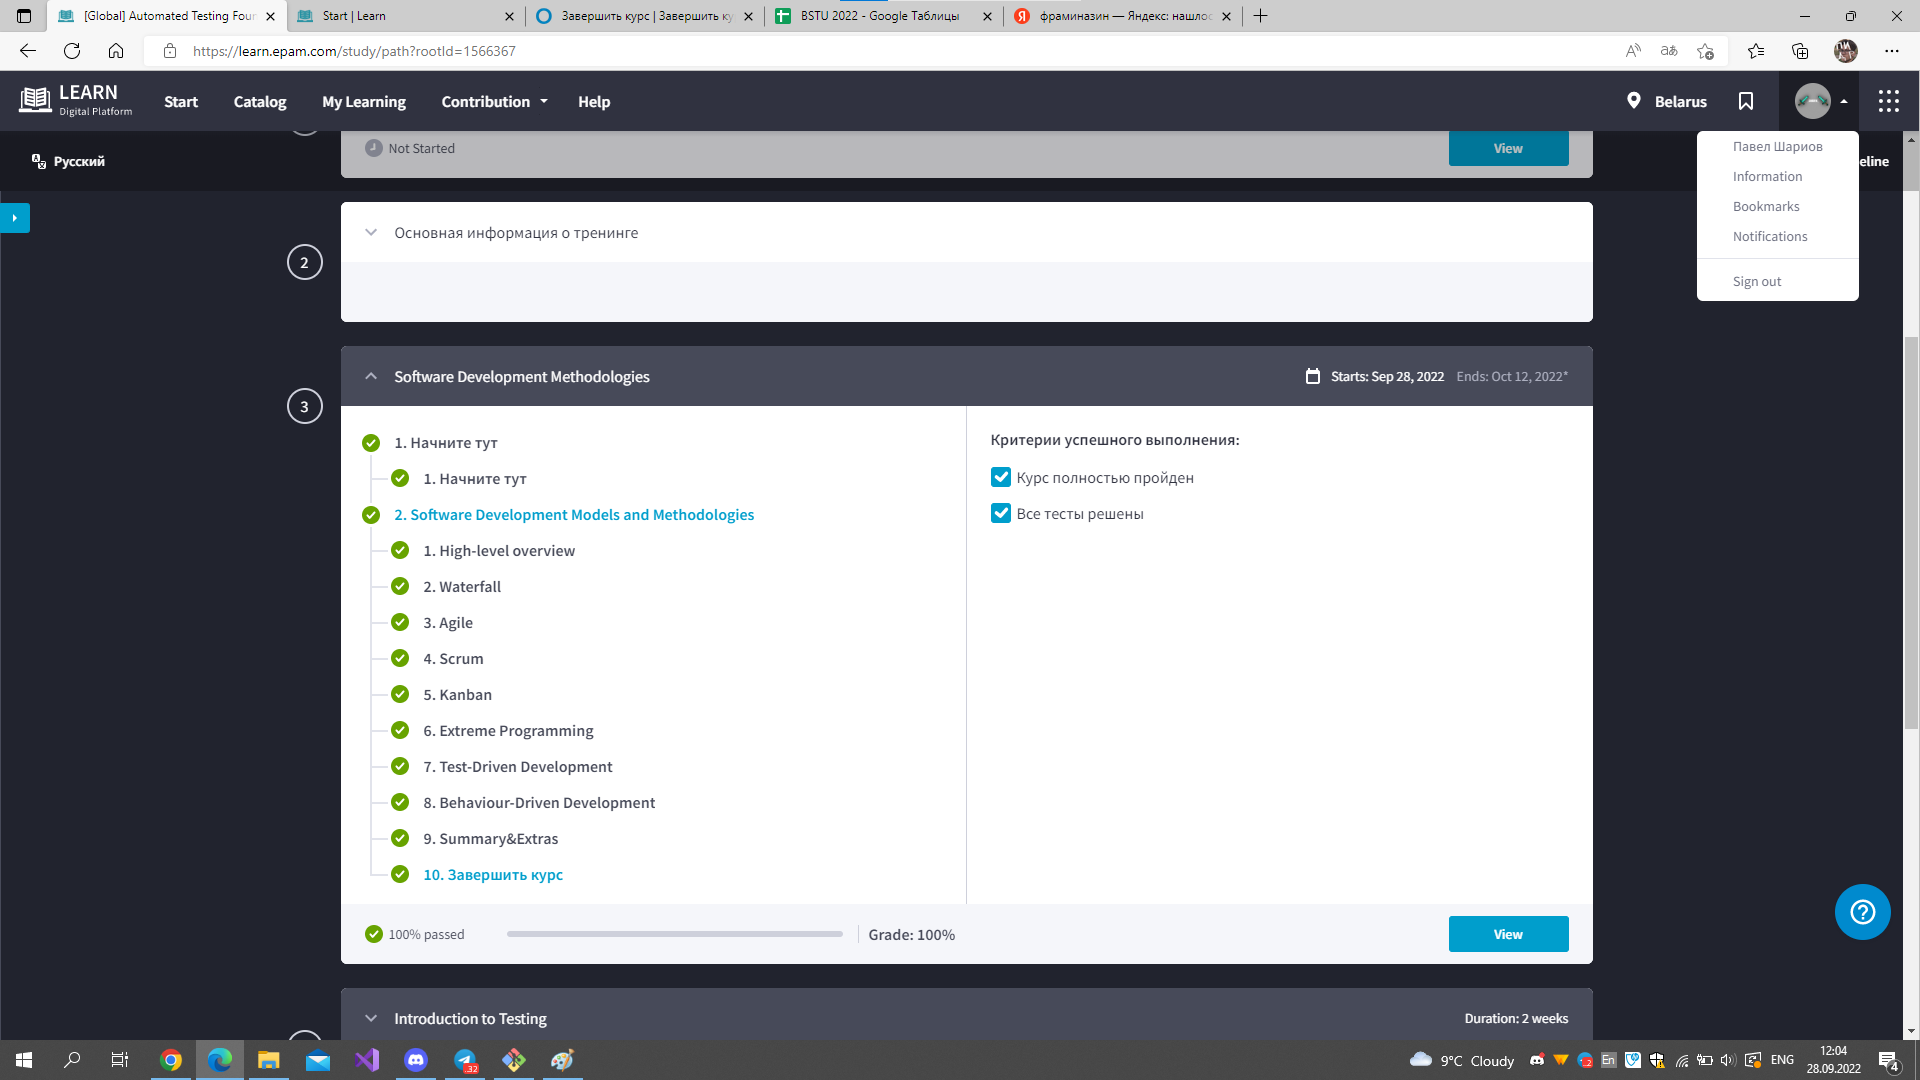 [Global] Automated Testing Four
Start | Learn
Завершить курс | Завершить ку
BSTU 2022 - Google Таблицы
фраминазин — Яндекс: нашлос
https://learn.epam.com/study/path?rootId=1566367
LEARN
Digital Platform
Start
Catalog
My Learning
Contribution
Help
Belarus
Русский
eline
Not Started
View
Павел Шариов
Information
Bookmarks
Notifications
Sign out
2
Основная информация о тренинге
3
Software Development Methodologies
Starts: Sep 28, 2022
Ends: Oct 12, 2022*
1. Начните тут
1. Начните тут
2. Software Development Models and Methodologies
1. High-level overview
2. Waterfall
3. Agile
4. Scrum
5. Kanban
6. Extreme Programming
7. Test-Driven Development
8. Behaviour-Driven Development
9. Summary&Extras
10. Завершить курс
Критерии успешного выполнения:
Курс полностью пройден
Все тесты решены
100% passed
Grade: 100%
View
Introduction to Testing
Duration: 2 weeks
9°C Cloudy
En
ENG
12:04
28.09.2022
4